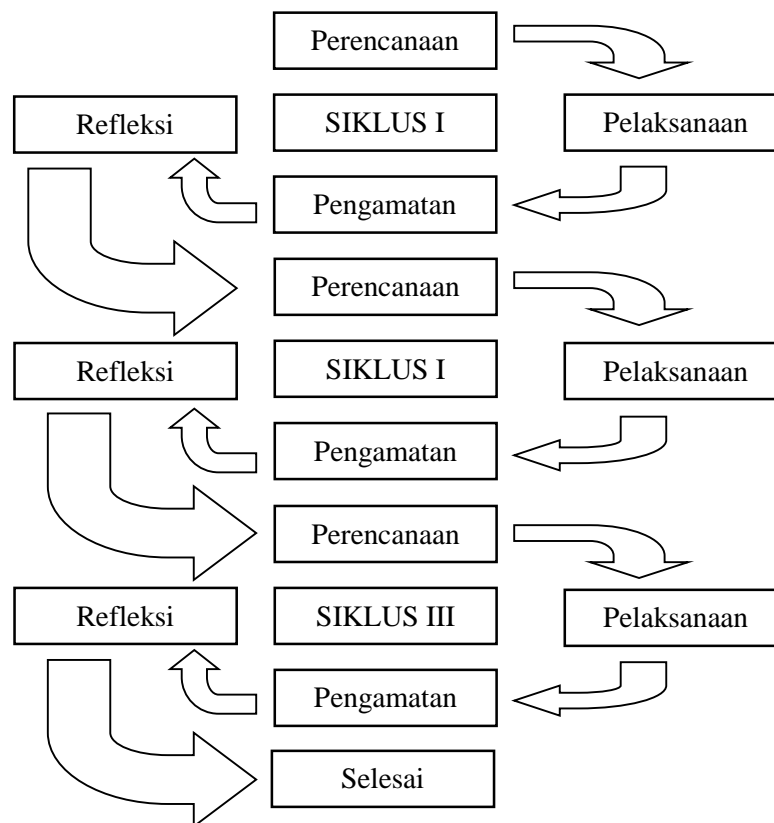 Perencanaan
Refleksi SIKLUS I Pelaksanaan
Pengamatan
Perencanaan
Refleksi SIKLUS I Pelaksanaan
Pengamatan
Perencanaan
Refleksi SIKLUS III Pelaksanaan
Pengamatan
Selesai